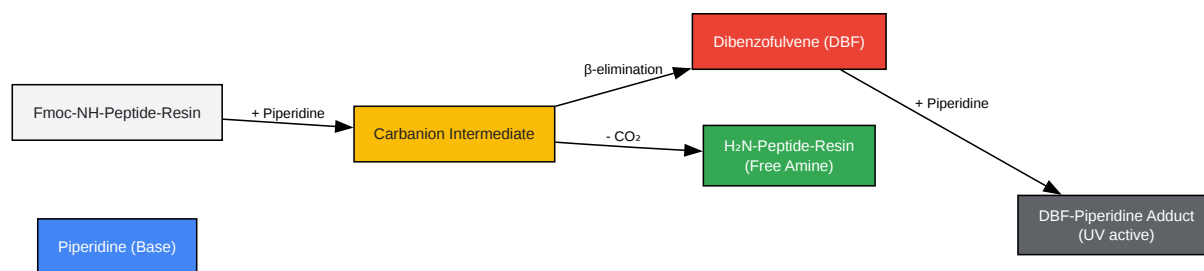 Fmoc-NH-Peptide-Resin
+ Piperidine
Carbanion Intermediate
β-elimination
Dibenzofulvene (DBF)
- CO₂
H₂N-Peptide-Resin
(Free Amine)
+ Piperidine
DBF-Piperidine Adduct
(UV active)
Piperidine (Base)